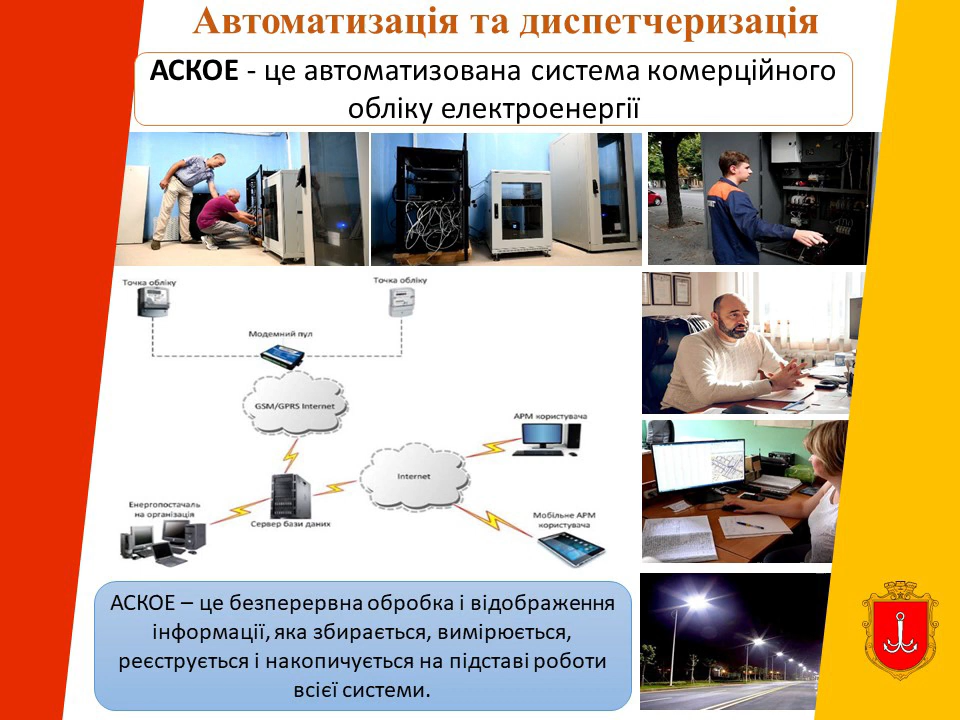 Автоматизація та диспетчеризація
АСКОЕ - це автоматизована система комерційного
обліку електроенергії
Точка обліку
Точка обліку
Модемний пул
GSM/GPRS Internet
АРМ користувача
Internet
Енергопостачаль
на організація
Сервер бази даних
Мобільне АРМ
користувача
АСКОЕ – це безперервна обробка і відображення
інформації, яка збирається, вимірюється,
реєструється і накопичується на підставі роботи
всієї системи.